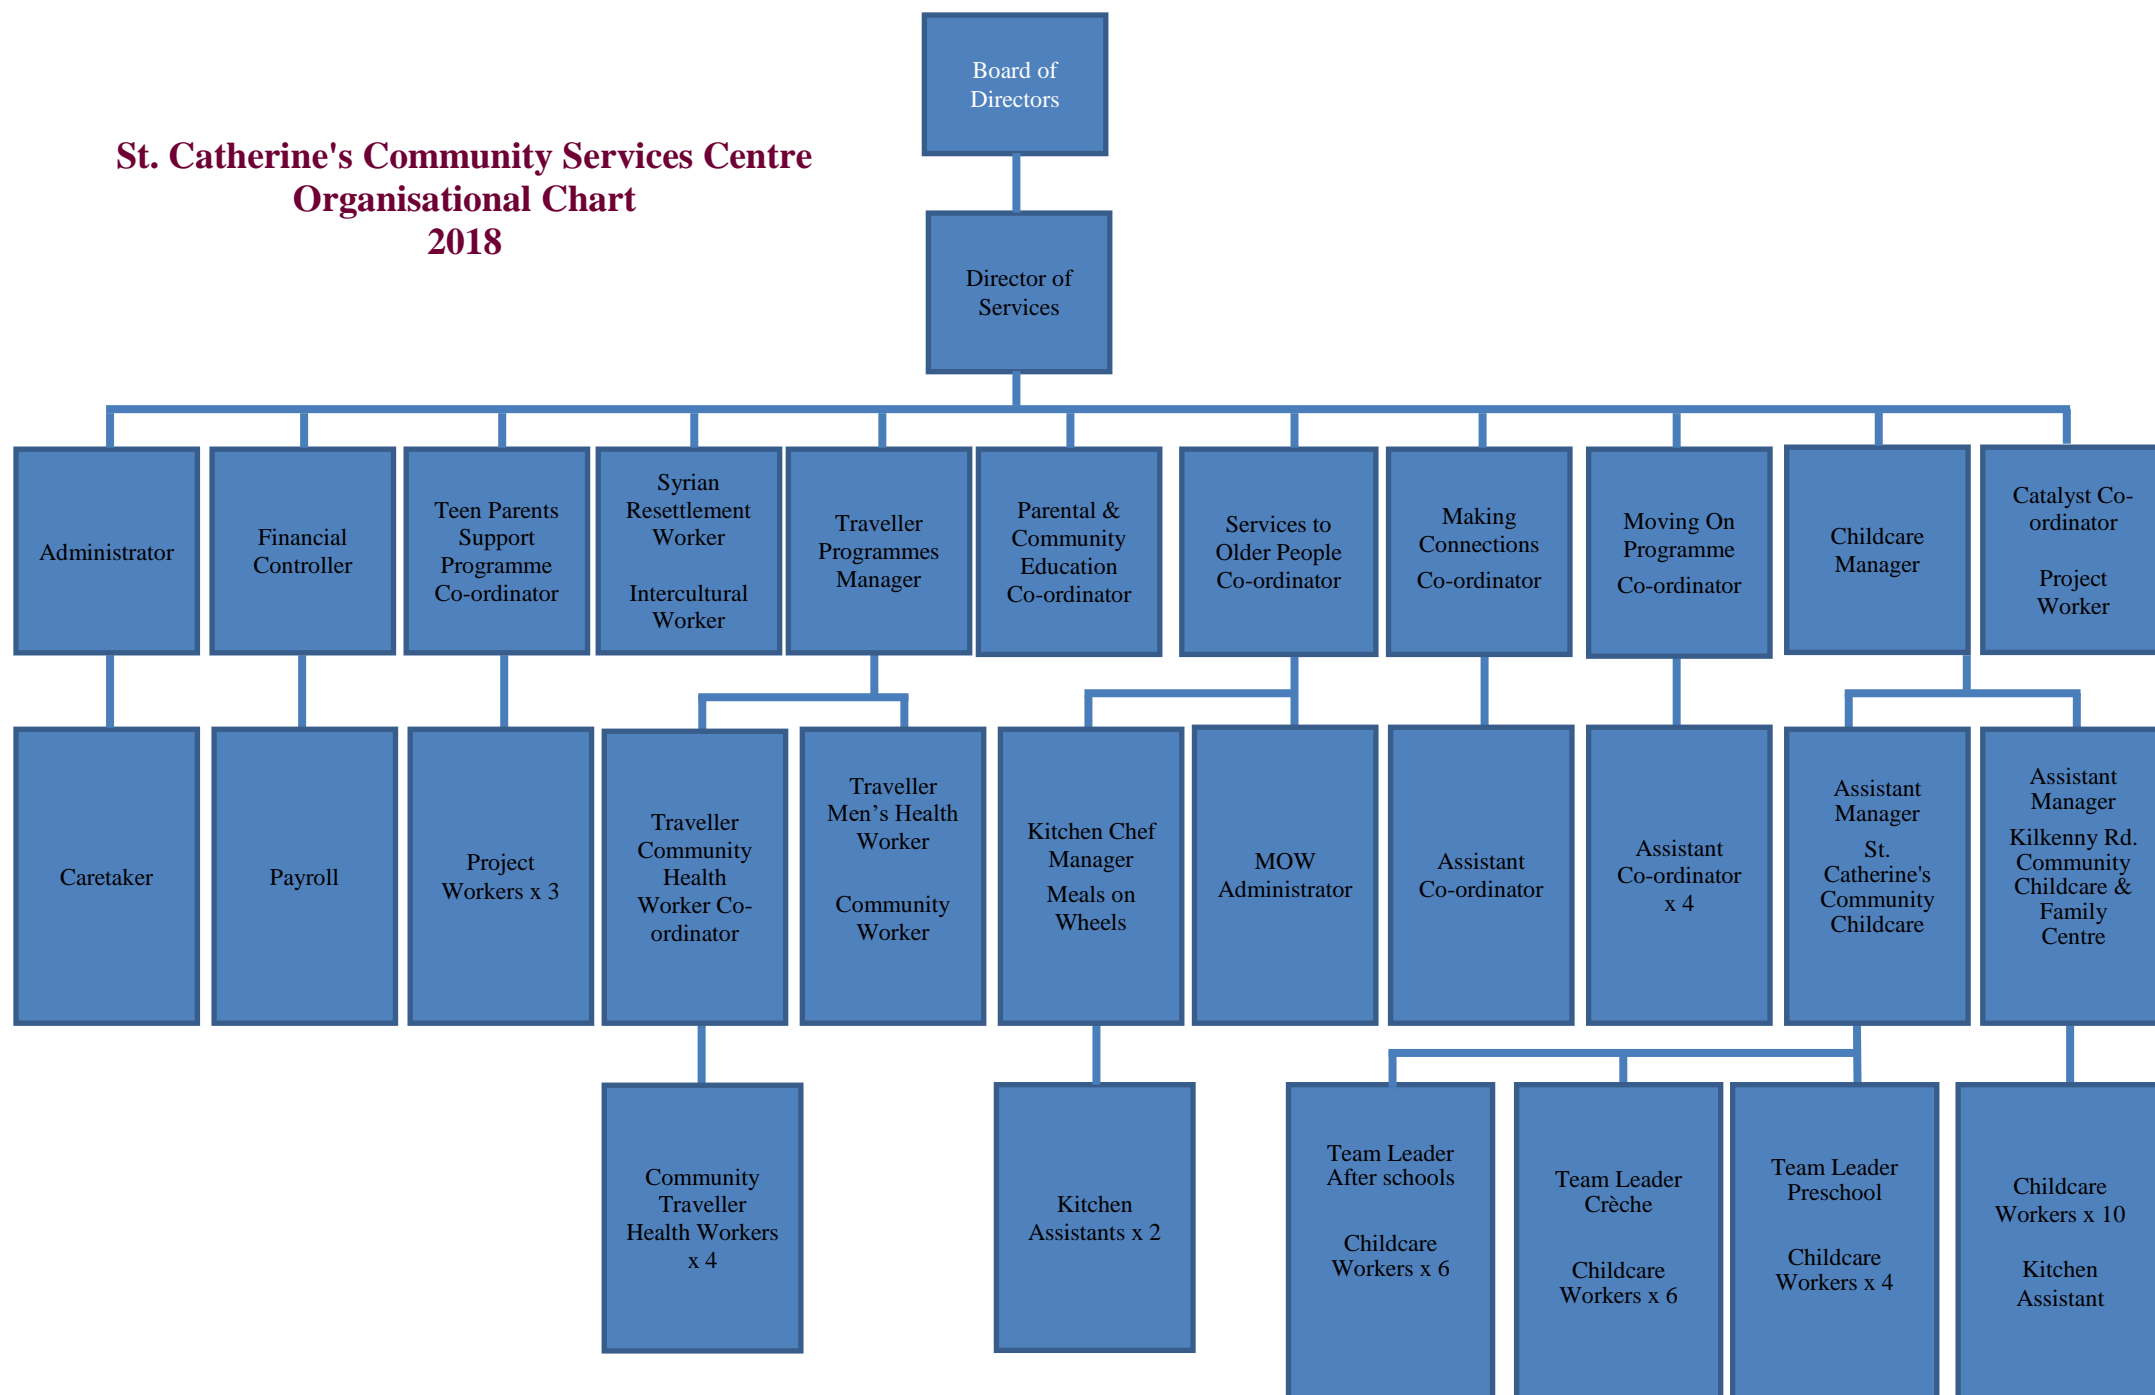 Board of
Directors
St. Catherine's Community Services Centre
Organisational Chart
2018
Director of
Services
Administrator
Financial
Controller
Teen Parents
Support
Programme
Co-ordinator
Syrian
Resettlement
Worker
Intercultural
Worker
Traveller
Programmes
Manager
Parental &
Community
Education
Co-ordinator
Services to
Older People
Co-ordinator
Making
Connections
Co-ordinator
Moving On
Programme
Co-ordinator
Childcare
Manager
Catalyst Co-
ordinator
Project
Worker
Caretaker
Payroll
Project
Workers x 3
Traveller
Community
Health
Worker Co-
ordinator
Traveller
Men’s Health
Worker
Community
Worker
Kitchen Chef
Manager
Meals on
Wheels
MOW
Administrator
Assistant
Co-ordinator
Assistant
Co-ordinator
x 4
Assistant
Manager
St.
Catherine's
Community
Childcare
Assistant
Manager
Kilkenny Rd.
Community
Childcare &
Family
Centre
Community
Traveller
Health Workers
x 4
Kitchen
Assistants x 2
Team Leader
After schools
Childcare
Workers x 6
Team Leader
Crèche
Childcare
Workers x 6
Team Leader
Preschool
Childcare
Workers x 4
Childcare
Workers x 10
Kitchen
Assistant